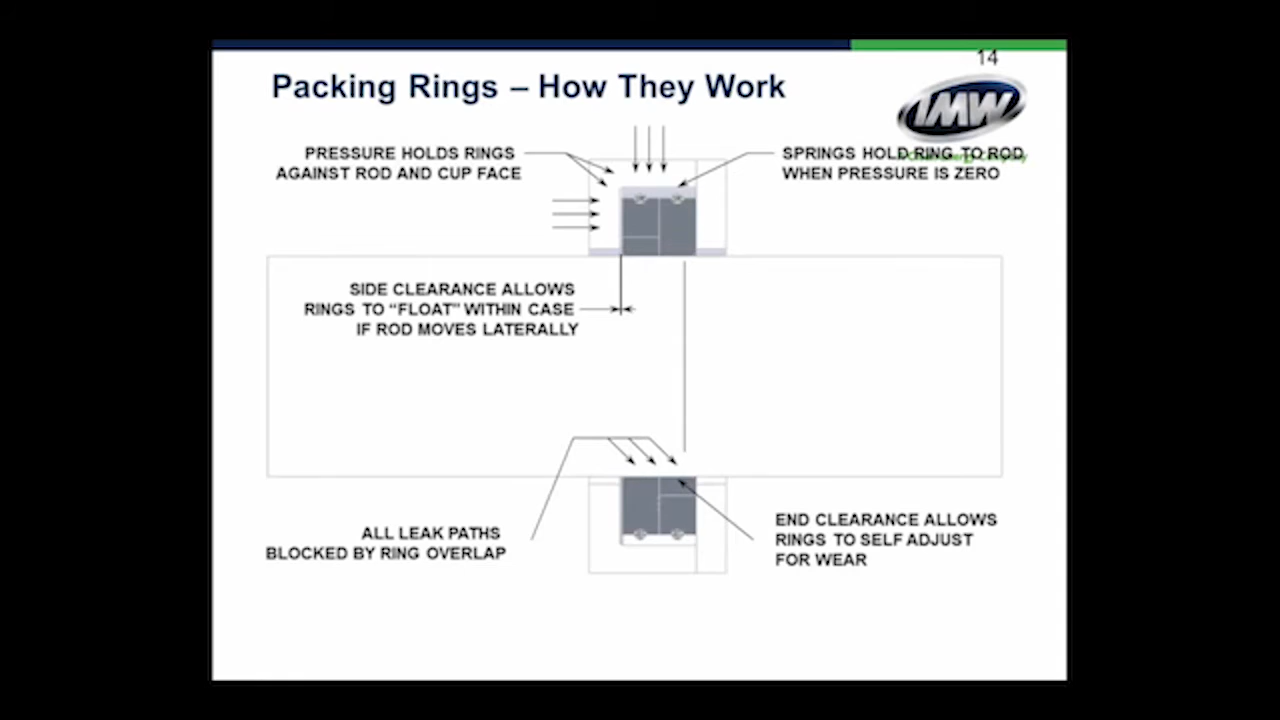 14
Packing Rings – How They Work
IMW
PRESSURE HOLDS RINGS
AGAINST ROD AND CUP FACE
SPRINGS HOLD RING TO ROD
WHEN PRESSURE IS ZERO
SIDE CLEARANCE ALLOWS
RINGS TO “FLOAT” WITHIN CASE
IF ROD MOVES LATERALLY
ALL LEAK PATHS
BLOCKED BY RING OVERLAP
END CLEARANCE ALLOWS
RINGS TO SELF ADJUST
FOR WEAR